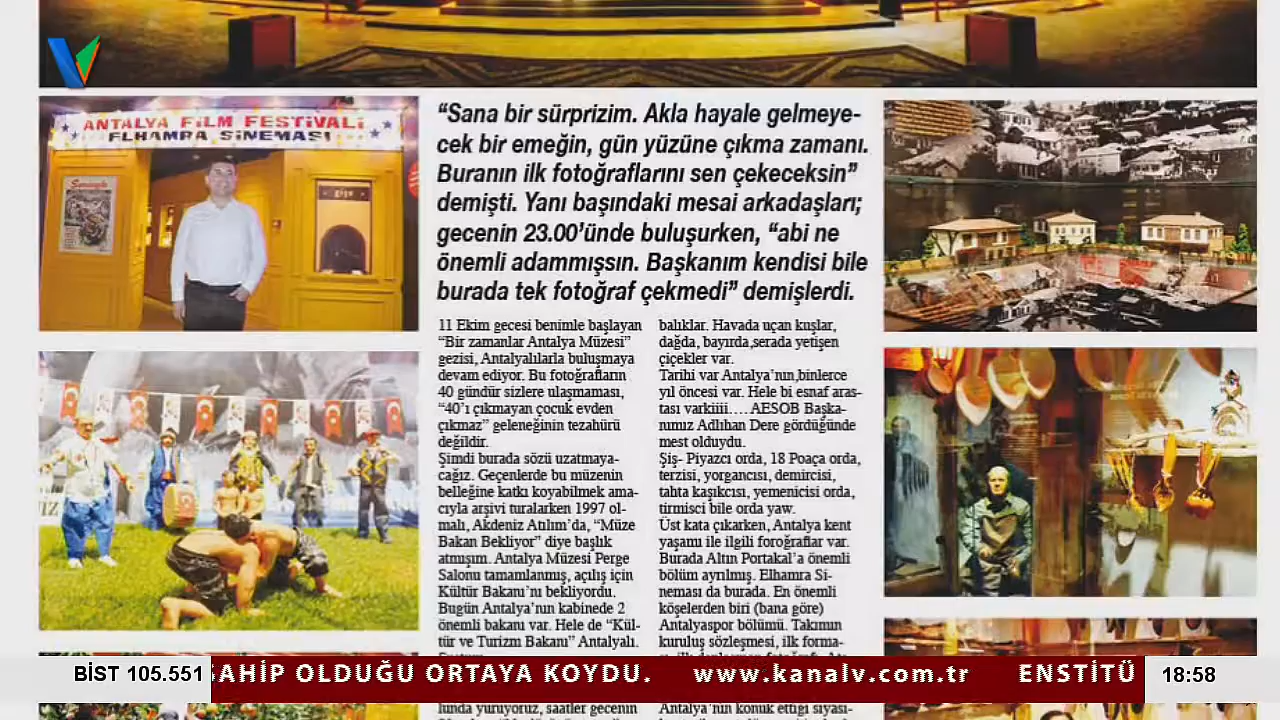 ANTALYA FILM FESTIVALI
ELHAMRA SINEMASI
“Sana bir sürprizim. Akla hayale gelmeye-
cek bir emeğin, gün yüzüne çıkma zamanı.
Buranın ilk fotoğraflarını sen çekeceksin”
demişti. Yanı başındaki mesai arkadaşları;
gecenin 23.00’ünde buluşurken, “abi ne
önemli adammışsın. Başkanım kendisi bile
burada tek fotoğraf çekmedi” demişlerdi.
11 Ekim gecesi benimle başlayan
“Bir zamanlar Antalya Müzesi”
gezisi, Antalyalılarla buluşmaya
devam ediyor. Bu fotoğrafların
40 gündür sizlere ulaşmaması,
“40’ı çıkmayan çocuk evden
çıkmaz” geleneğinin tezahürü
değildir.
Şimdi burada sözü uzatmaya-
cağız. Geçenlerde bu müzenin
belleğine katkı koyabilmek ama-
cıyla arşivi turalarken 1997 ol-
malı, Akdeniz Atılım’da, “Müze
Bakan Bekliyor” diye başlık
atmışım. Antalya Müzesi Perge
Salonu tamamlanmış, açılış için
Kültür Bakanı’nı bekliyordu.
Bugün Antalya’nın kabinede 2
önemli bakanı var. Hele de “Kül-
tür ve Turizm Bakanı” Antalyalı.
lunda yuruyoruz, saatler gecenin
balıklar. Havada uçan kuşlar,
dağda, bayırda,serada yetişen
çiçekler var.
Tarihi var Antalya’nın,binlerce
yıl öncesi var. Hele bi esnaf aras-
tası varkiiii…. AESOB Başka-
nımız Adlıhan Dere gördüğünde
mest olduydu.
Şiş- Piyazcı orda, 18 Poaça orda,
terzisi, yorgancısı, demircisi,
tahta kaşıkcısı, yemenicisi orda,
tirmisci bile orda yaw.
Üst kata çıkarken, Antalya kent
yaşamı ile ilgili foroğraflar var.
Burada Altın Portakal’a önemli
bölüm ayrılmış. Elhamra Si-
neması da burada. En önemli
köşelerden biri (bana göre)
Antalyaspor bölümü. Takımın
kuruluş sözleşmesi, ilk forma-
Antalya’nın konuk ettiği siyasi-
BİST 105.551
SAHİP OLDUĞU ORTAYA KOYDU. www.kanalv.com.tr ENSTİTÜ
18:58